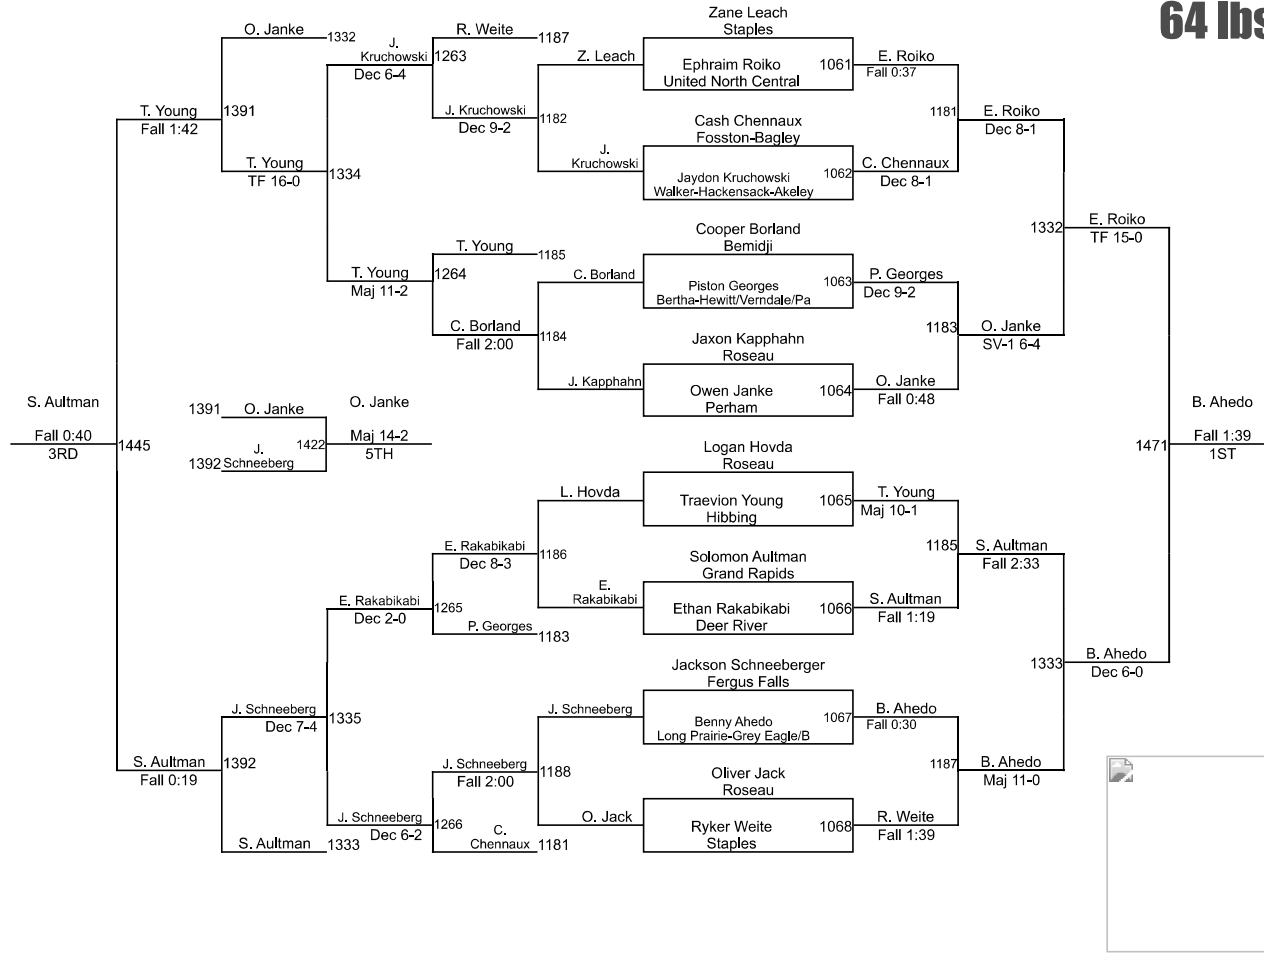 64 lbs
Zane Leach
Staples
O. Janke
1332
J.
Kruchowski
1263
Dec 6-4
R. Weite
1187
Z. Leach
Ephraim Roiko
1061
United North Central
E. Roiko
Fall 0:37
T. Young
1391
Fall 1:42
J. Kruchowski
1182
Dec 9-2
Cash Chennaux
Fosston-Bagley
1181
E. Roiko
Dec 8-1
T. Young
1334
TF 16-0
J.
Kruchowski
Jaydon Kruchowski
1062
Walker-Hackensack-Akeley
C. Chennaux
Dec 8-1
Cooper Borland
Bemidji
1332
E. Roiko
TF 15-0
T. Young
1185
T. Young
1264
Maj 11-2
C. Borland
Piston Georges
1063
Bertha-Hewitt/Verndale/Pa
P. Georges
Dec 9-2
C. Borland
1184
Fall 2:00
Jaxon Kapphahn
Roseau
1183
O. Janke
SV-1 6-4
J. Kapphahn
Owen Janke
1064
Perham
O. Janke
Fall 0:48
S. Aultman
Fall 0:40
1445
3RD
1391
O. Janke
O. Janke
1422
Maj 14-2
5TH
J.
1392
Schneeberg
Logan Hovda
Roseau
B. Ahedo
1471
Fall 1:39
1ST
L. Hovda
Traevion Young
1065
Hibbing
T. Young
Maj 10-1
E. Rakabikabi
1186
Dec 8-3
Solomon Aultman
Grand Rapids
1185
S. Aultman
Fall 2:33
E. Rakabikabi
1265
Dec 2-0
E.
Rakabikabi
Ethan Rakabikabi
1066
Deer River
S. Aultman
Fall 1:19
P. Georges
1183
Jackson Schneeberger
Fergus Falls
1333
B. Ahedo
Dec 6-0
J. Schneeberg
1335
Dec 7-4
J. Schneeberg
Benny Ahedo
1067
Long Prairie-Grey Eagle/B
B. Ahedo
Fall 0:30
S. Aultman
1392
Fall 0:19
J. Schneeberg
1188
Fall 2:00
Oliver Jack
Roseau
1187
B. Ahedo
Maj 11-0
J. Schneeberg
1266
Dec 6-2
O. Jack
Ryker Weite
1068
Staples
R. Weite
Fall 1:39
S. Aultman
1333
C.
Chennaux
1181